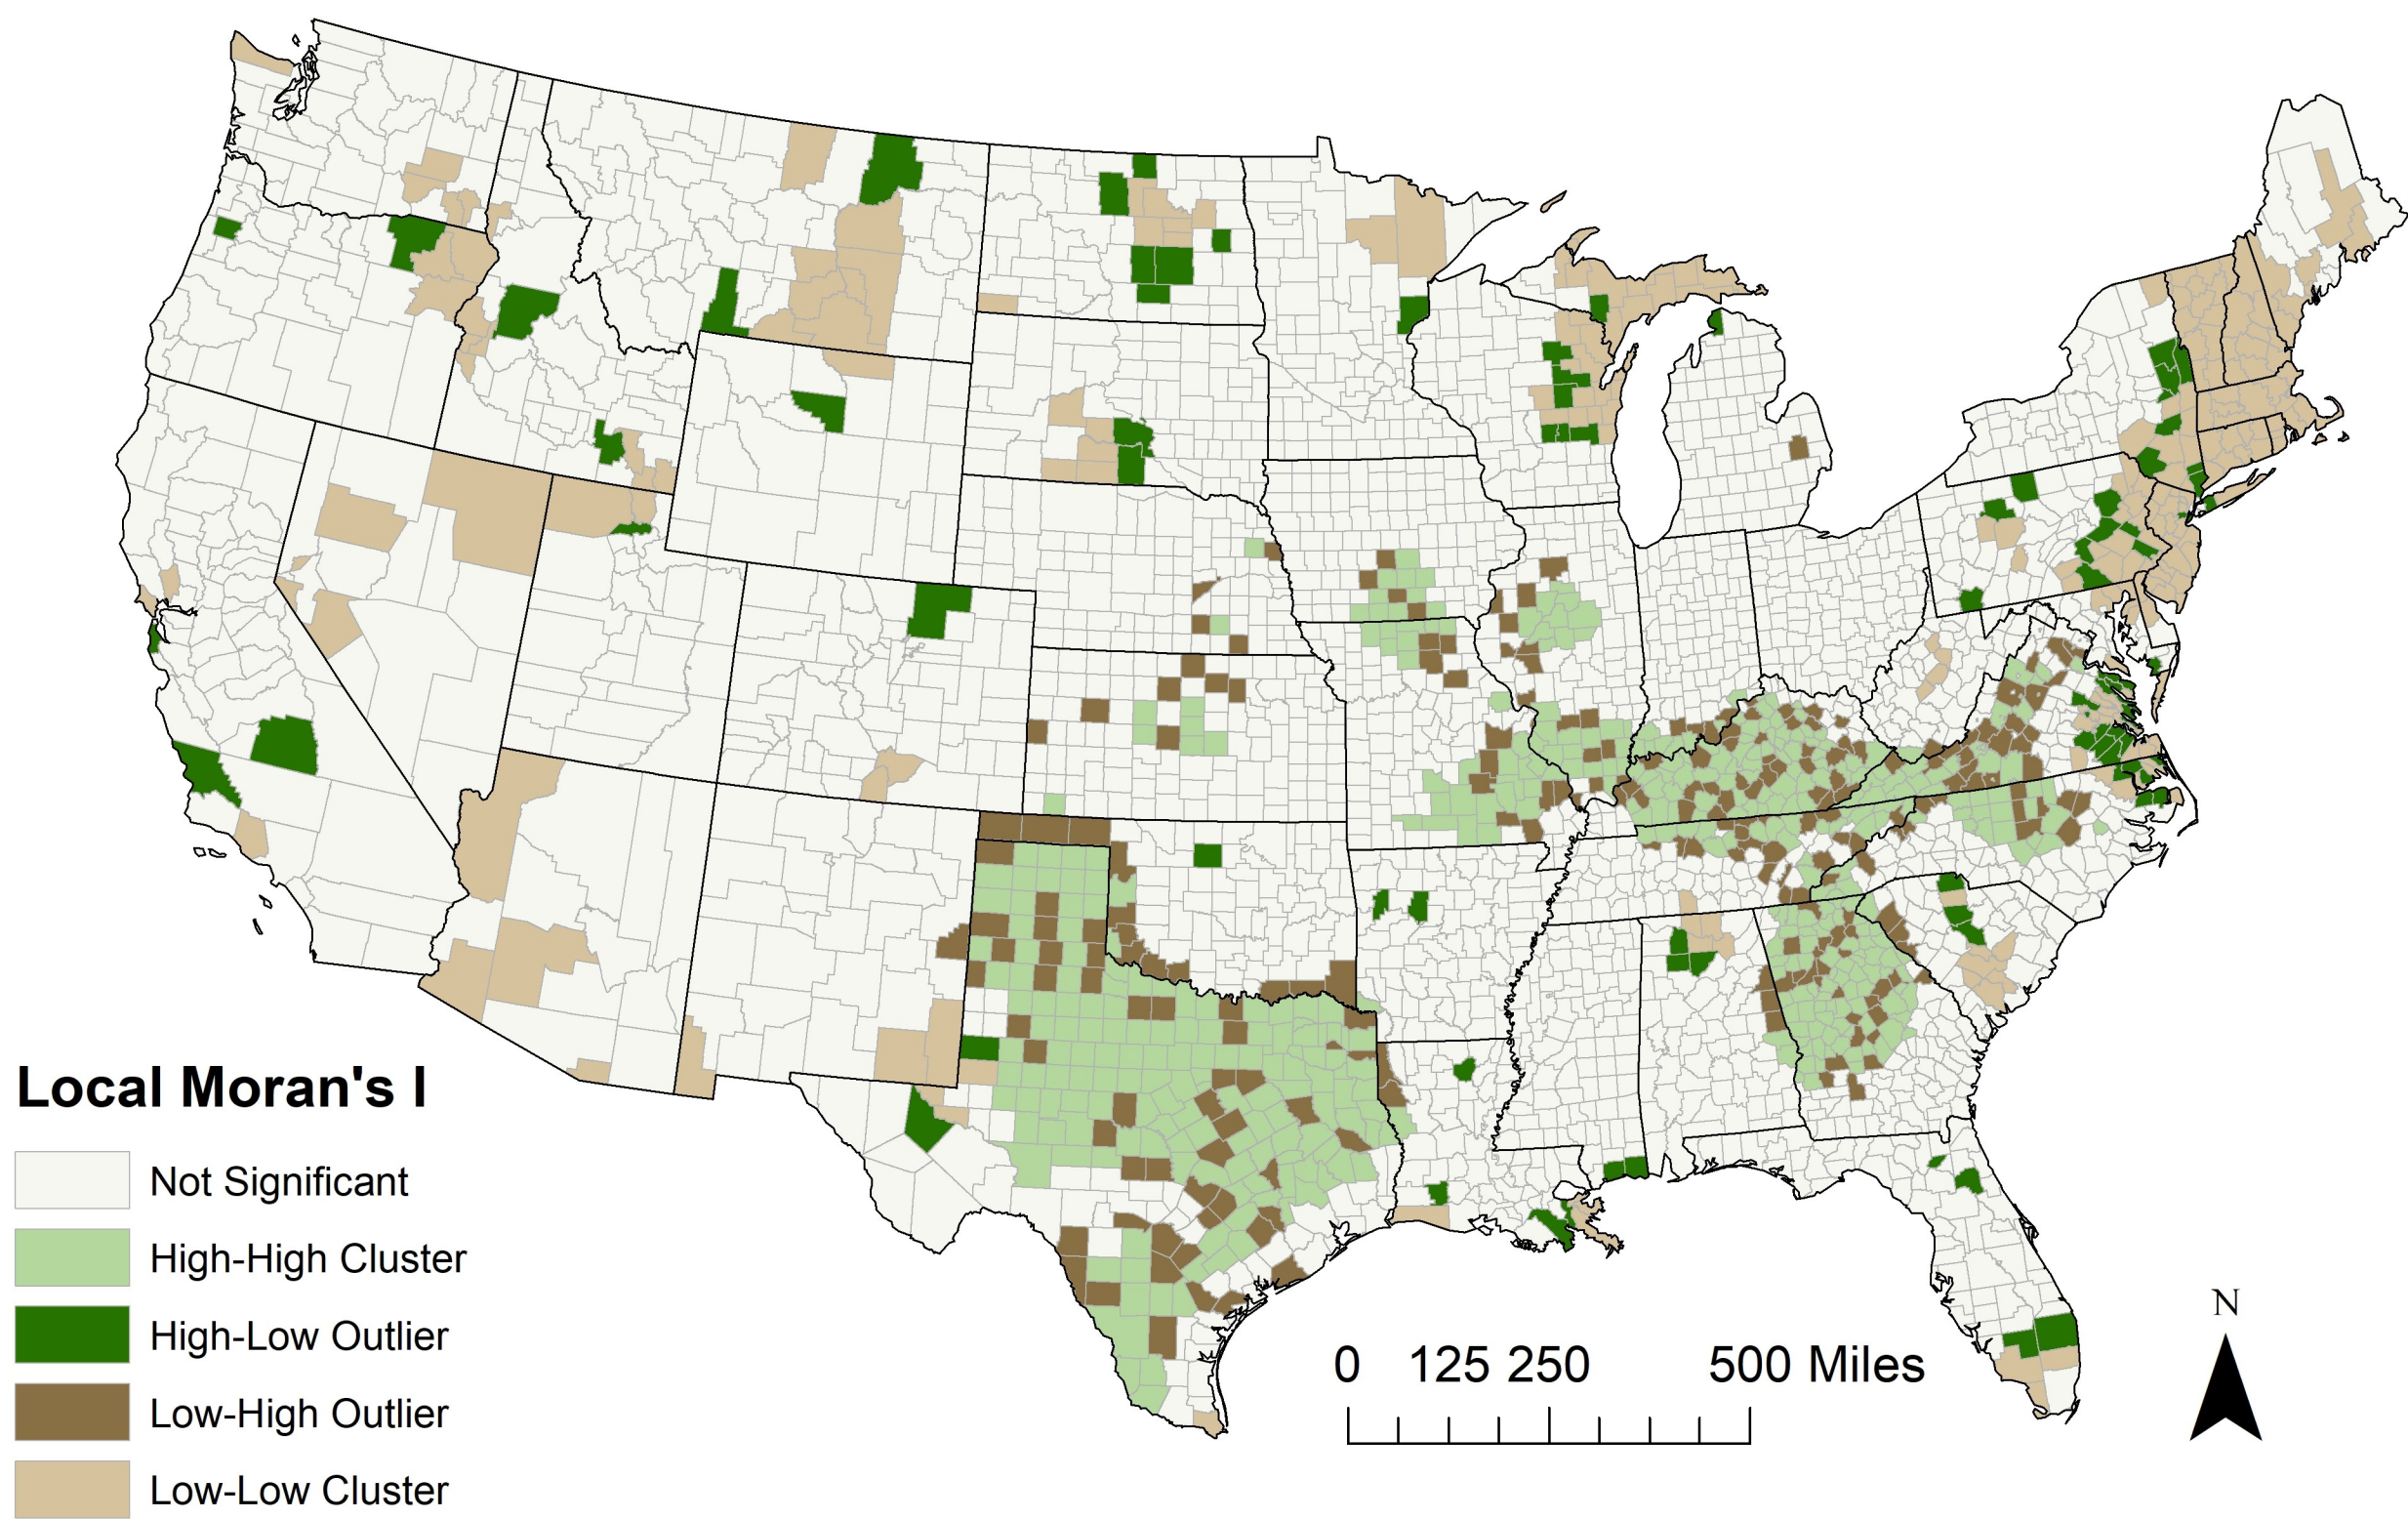 Local Moran's I
Not Significant
High-High Cluster
High-Low Outlier
Low-High Outlier
Low-Low Cluster
0 125 250 500 Miles
N